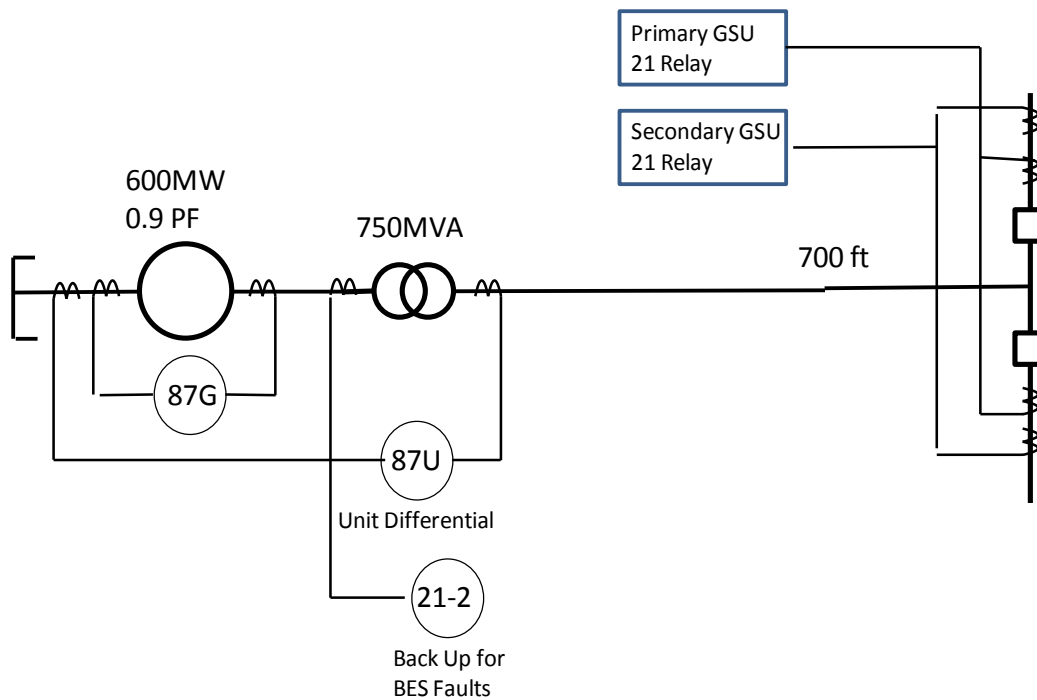 Primary GSU
21 Relay
Secondary GSU
21 Relay
600MW
0.9 PF
750MVA
700 ft
87G
87U
Unit Differential
21-2
Back Up for
BES Faults